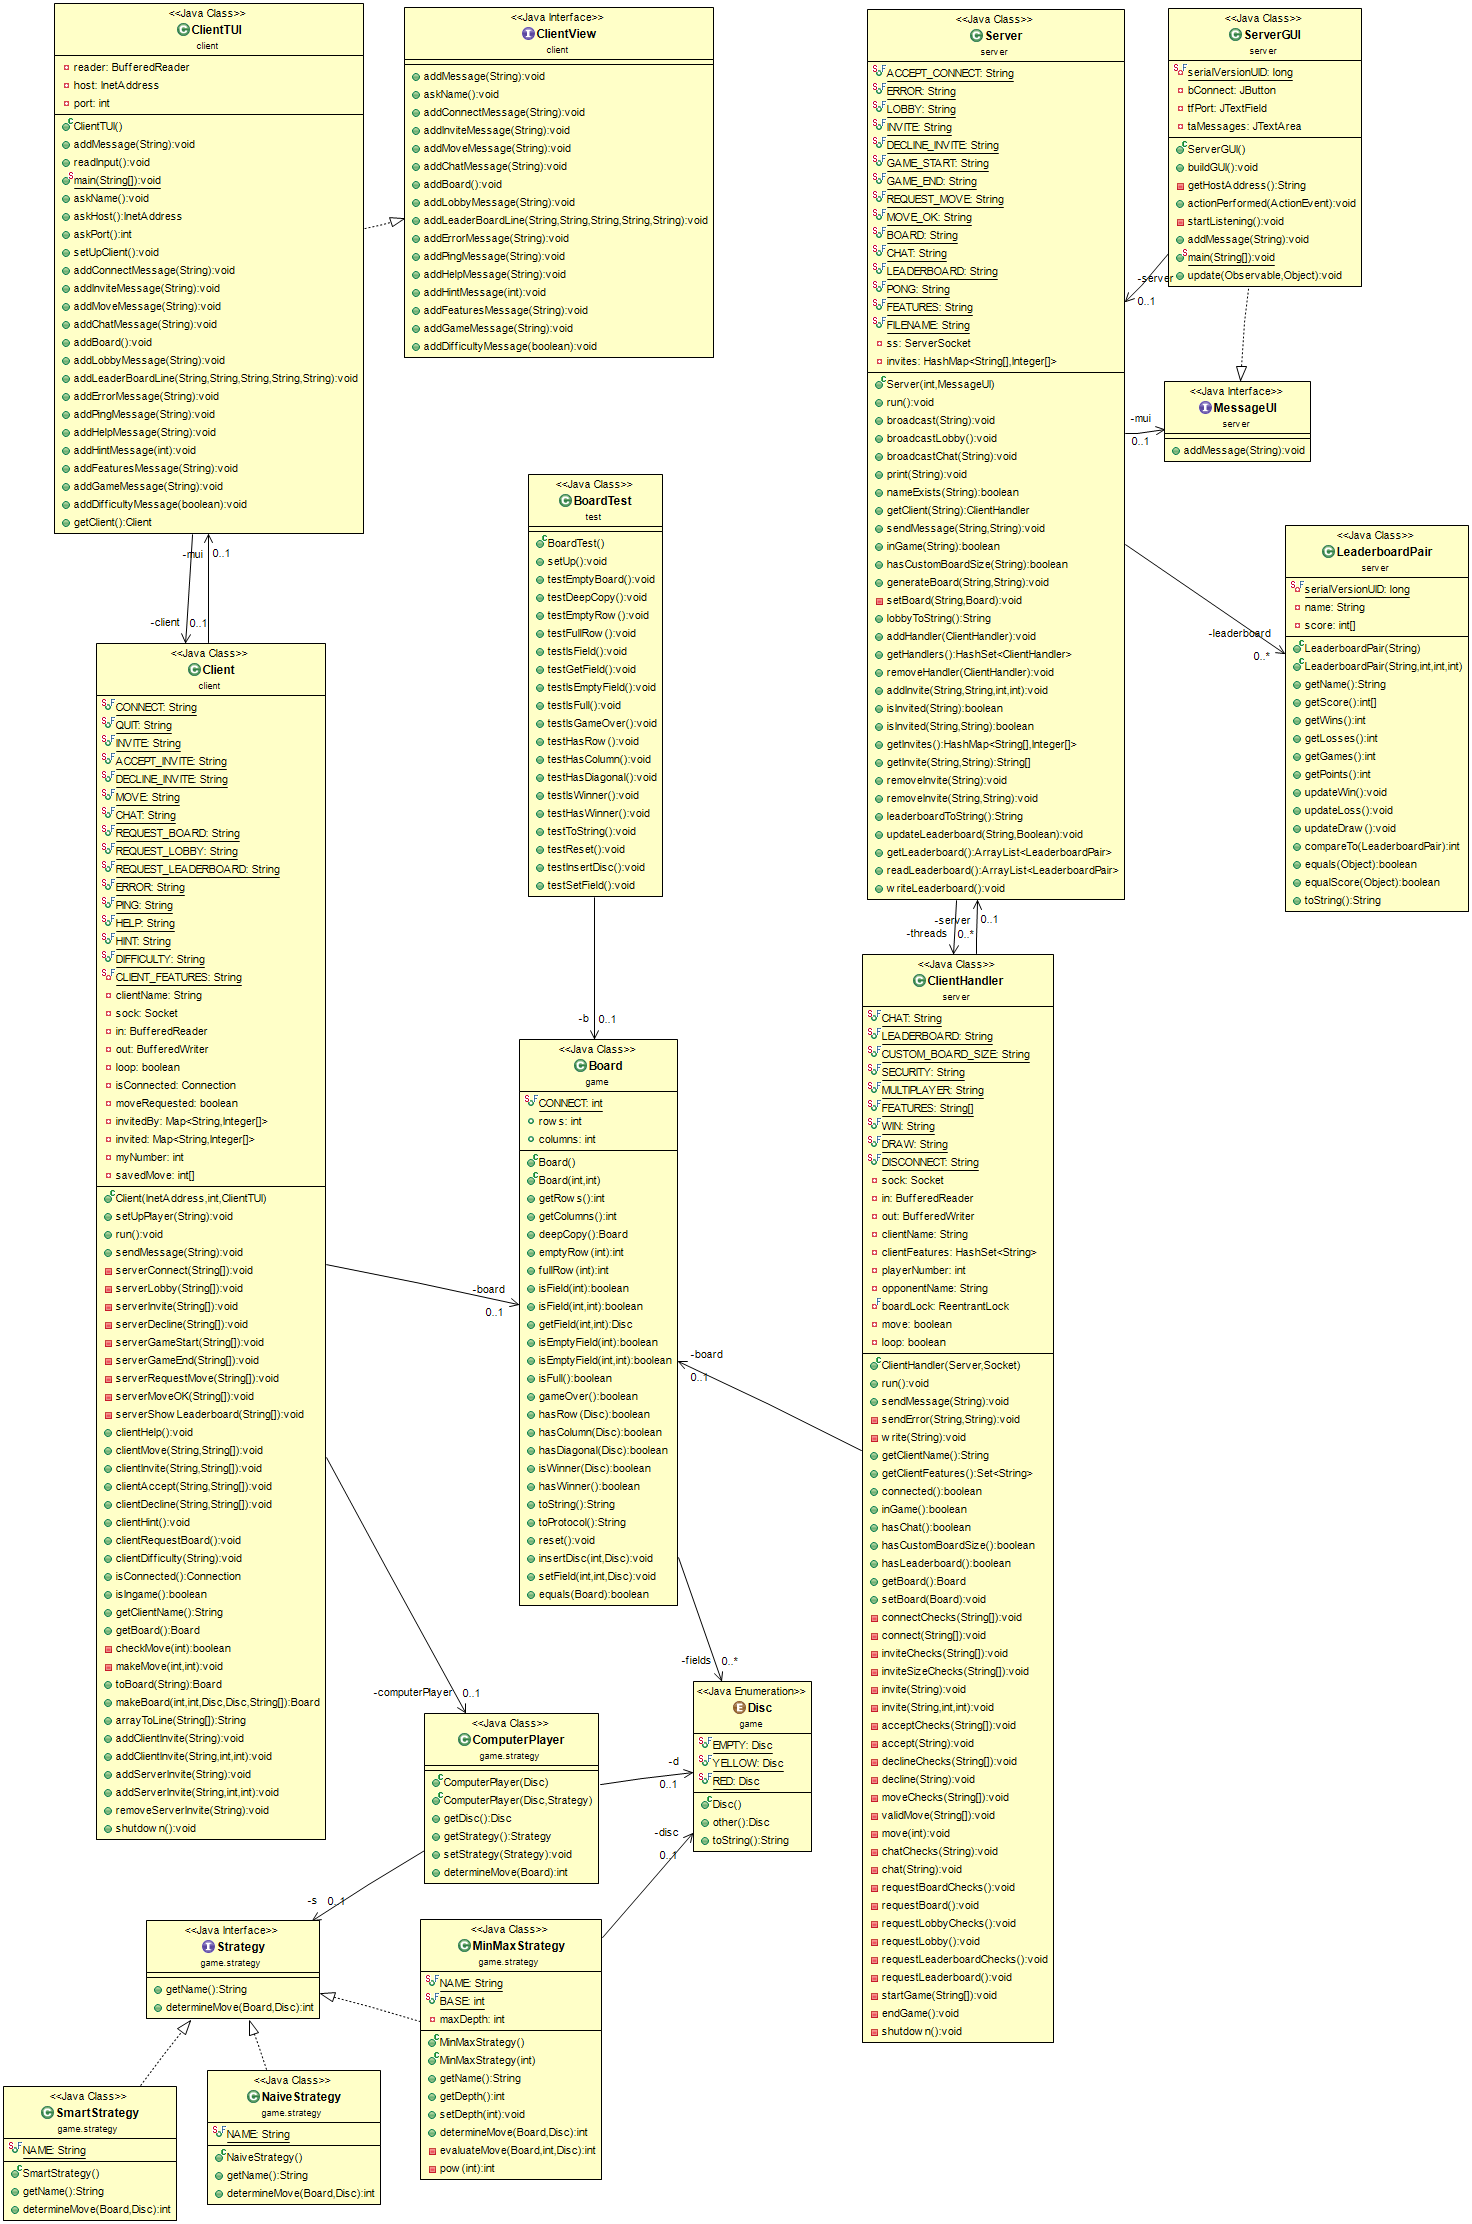 <<Java Class>>
ClientTUI
client
reader: BufferedReader
host: InetAddress
port: int
ClientTUI()
addMessage(String):void
readInput():void
main(String[]):void
askName():void
askHost():InetAddress
askPort():int
setUpClient():void
addConnectMessage(String):void
addInviteMessage(String):void
addMoveMessage(String):void
addChatMessage(String):void
addBoard():void
addLobbyMessage(String):void
addLeaderBoardLine(String,String,String,String,String):void
addErrorMessage(String):void
addPingMessage(String):void
addHelpMessage(String):void
addHintMessage(int):void
addFeaturesMessage(String):void
addGameMessage(String):void
addDifficultyMessage(boolean):void
getClient():Client
<<Java Interface>>
ClientView
client
addMessage(String):void
askName():void
addConnectMessage(String):void
addInviteMessage(String):void
addMoveMessage(String):void
addChatMessage(String):void
addBoard():void
addLobbyMessage(String):void
addLeaderBoardLine(String,String,String,String,String):void
addErrorMessage(String):void
addPingMessage(String):void
addHelpMessage(String):void
addHintMessage(int):void
addFeaturesMessage(String):void
addGameMessage(String):void
addDifficultyMessage(boolean):void
<<Java Class>>
Server
server
ACCEPT_CONNECT: String
ERROR: String
LOBBY: String
INVITE: String
DECLINE_INVITE: String
GAME_START: String
GAME_END: String
REQUEST_MOVE: String
MOVE_OK: String
BOARD: String
CHAT: String
LEADERBOARD: String
PONG: String
FEATURES: String
FILENAME: String
ss: ServerSocket
invites: HashMap<String[],Integer[]>
Server(int,MessageUI)
run():void
broadcast(String):void
broadcastLobby():void
broadcastChat(String):void
print(String):void
nameExists(String):boolean
getClient(String):ClientHandler
sendMessage(String,String):void
inGame(String):boolean
hasCustomBoardSize(String):boolean
generateBoard(String,String):void
setBoard(String,Board):void
lobbyToString():String
addHandler(ClientHandler):void
getHandlers():HashSet<ClientHandler>
removeHandler(ClientHandler):void
addInvite(String,String,int,int):void
isInvited(String):boolean
isInvited(String,String):boolean
getInvites():HashMap<String[],Integer[]>
getInvite(String,String):String[]
removeInvite(String):void
removeInvite(String,String):void
leaderboardToString():String
updateLeaderboard(String,Boolean):void
getLeaderboard():ArrayList<LeaderboardPair>
readLeaderboard():ArrayList<LeaderboardPair>
writeLeaderboard():void
<<Java Class>>
ServerGUI
server
serialVersionUID: long
bConnect: JButton
tfPort: JTextField
taMessages: JTextArea
ServerGUI()
buildGUI():void
getHostAddress():String
actionPerformed(ActionEvent):void
startListening():void
addMessage(String):void
main(String[]):void
update(Observable,Object):void
-server
0..1
<<Java Interface>>
MessageUI
server
addMessage(String):void
-mui
0..1
<<Java Class>>
LeaderboardPair
server
serialVersionUID: long
name: String
score: int[]
LeaderboardPair(String)
LeaderboardPair(String,int,int,int)
getName():String
getScore():int[]
getWins():int
getLosses():int
getGames():int
getPoints():int
updateWin():void
updateLoss():void
updateDraw():void
compareTo(LeaderboardPair):int
equals(Object):boolean
equalScore(Object):boolean
toString():String
-leaderboard
0..*
<<Java Class>>
BoardTest
test
BoardTest()
setUp():void
testEmptyBoard():void
testDeepCopy():void
testEmptyRow():void
testFullRow():void
testIsField():void
testGetField():void
testIsEmptyField():void
testIsFull():void
testIsGameOver():void
testHasRow():void
testHasColumn():void
testHasDiagonal():void
testIsWinner():void
testHasWinner():void
testToString():void
testReset():void
testInsertDisc():void
testSetField():void
-mui 0..1
-client 0..1
<<Java Class>>
Client
client
CONNECT: String
QUIT: String
INVITE: String
ACCEPT_INVITE: String
DECLINE_INVITE: String
MOVE: String
CHAT: String
REQUEST_BOARD: String
REQUEST_LOBBY: String
REQUEST_LEADERBOARD: String
ERROR: String
PING: String
HELP: String
HINT: String
DIFFICULTY: String
CLIENT_FEATURES: String
clientName: String
sock: Socket
in: BufferedReader
out: BufferedWriter
loop: boolean
isConnected: Connection
moveRequested: boolean
invitedBy: Map<String,Integer[]>
invited: Map<String,Integer[]>
myNumber: int
savedMove: int[]
Client(InetAddress,int,ClientTUI)
setUpPlayer(String):void
run():void
sendMessage(String):void
serverConnect(String[]):void
serverLobby(String[]):void
serverInvite(String[]):void
serverDecline(String[]):void
serverGameStart(String[]):void
serverGameEnd(String[]):void
serverRequestMove(String[]):void
serverMoveOK(String[]):void
serverShowLeaderboard(String[]):void
clientHelp():void
clientMove(String,String[]):void
clientInvite(String,String[]):void
clientAccept(String,String[]):void
clientDecline(String,String[]):void
clientHint():void
clientRequestBoard():void
clientDifficulty(String):void
isConnected():Connection
isIngame():boolean
getClientName():String
getBoard():Board
checkMove(int):boolean
makeMove(int,int):void
toBoard(String):Board
makeBoard(int,int,Disc,Disc,String[]):Board
arrayToLine(String[]):String
addClientInvite(String):void
addClientInvite(String,int,int):void
addServerInvite(String):void
addServerInvite(String,int,int):void
removeServerInvite(String):void
shutdown():void
-b 0..1
<<Java Class>>
Board
game
CONNECT: int
rows: int
columns: int
Board()
Board(int,int)
getRows():int
getColumns():int
deepCopy():Board
emptyRow(int):int
fullRow(int):int
isField(int):boolean
isField(int,int):boolean
getField(int,int):Disc
isEmptyField(int):boolean
isEmptyField(int,int):boolean
isFull():boolean
gameOver():boolean
hasRow(Disc):boolean
hasColumn(Disc):boolean
hasDiagonal(Disc):boolean
isWinner(Disc):boolean
hasWinner():boolean
toString():String
toProtocol():String
reset():void
insertDisc(int,Disc):void
setField(int,int,Disc):void
equals(Board):boolean
-board
0..1
-board
0..1
-server 0..1
-threads 0..*
<<Java Class>>
ClientHandler
server
CHAT: String
LEADERBOARD: String
CUSTOM_BOARD_SIZE: String
SECURITY: String
MULTIPLAYER: String
FEATURES: String[]
WIN: String
DRAW: String
DISCONNECT: String
sock: Socket
in: BufferedReader
out: BufferedWriter
clientName: String
clientFeatures: HashSet<String>
playerNumber: int
opponentName: String
boardLock: ReentrantLock
move: boolean
loop: boolean
ClientHandler(Server,Socket)
run():void
sendMessage(String):void
sendError(String,String):void
write(String):void
getClientName():String
getClientFeatures():Set<String>
connected():boolean
inGame():boolean
hasChat():boolean
hasCustomBoardSize():boolean
hasLeaderboard():boolean
getBoard():Board
setBoard(Board):void
connectChecks(String[]):void
connect(String[]):void
inviteChecks(String[]):void
inviteSizeChecks(String[]):void
invite(String):void
invite(String,int,int):void
acceptChecks(String[]):void
accept(String):void
declineChecks(String[]):void
decline(String):void
moveChecks(String[]):void
validMove(String[]):void
move(int):void
chatChecks(String):void
chat(String):void
requestBoardChecks():void
requestBoard():void
requestLobbyChecks():void
requestLobby():void
requestLeaderboardChecks():void
requestLeaderboard():void
startGame(String[]):void
endGame():void
shutdown():void
-fields 0..*
<<Java Enumeration>>
Disc
game
EMPTY: Disc
YELLOW: Disc
RED: Disc
Disc()
other():Disc
toString():String
-computerPlayer 0..1
<<Java Class>>
ComputerPlayer
game.strategy
ComputerPlayer(Disc)
ComputerPlayer(Disc,Strategy)
getDisc():Disc
getStrategy():Strategy
setStrategy(Strategy):void
determineMove(Board):int
-d
0..1
-disc
0..1
-s 0..1
<<Java Interface>>
Strategy
game.strategy
getName():String
determineMove(Board,Disc):int
<<Java Class>>
MinMaxStrategy
game.strategy
NAME: String
BASE: int
maxDepth: int
MinMaxStrategy()
MinMaxStrategy(int)
getName():String
getDepth():int
setDepth(int):void
determineMove(Board,Disc):int
evaluateMove(Board,int,Disc):int
pow(int):int
<<Java Class>>
SmartStrategy
game.strategy
NAME: String
SmartStrategy()
getName():String
determineMove(Board,Disc):int
<<Java Class>>
NaiveStrategy
game.strategy
NAME: String
NaiveStrategy()
getName():String
determineMove(Board,Disc):int